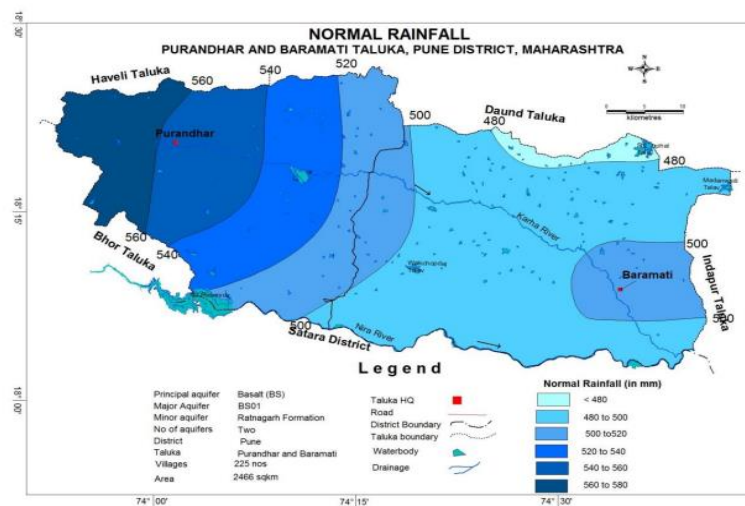 NORMAL RAINFALL
PURANDHAR AND BARAMATI TALUKA, PUNE DISTRICT, MAHARASHTRA
18°30'
18°15'
18°00'
Haveli Taluka
560
540
520
500
480
Daund Taluka
480
N
W
E
S
kilometres
Purandhar
Karha River
500
Baramati
Indapur Taluka
500
560
540
Bhor Taluka
500
Satara District
Nira River
Legend
Principal aquifer Basalt (BS)
Major Aquifer BS01
Minor aquifer Ratnagarh Formation
No of aquifers Two
District Pune
Taluka Purandhar and Baramati
Villages 225 nos
Area 2466 sqkm
Taluka HQ
Road
District Boundary
Taluka boundary
Waterbody
Drainage
Normal Rainfall (in mm)
< 480
480 to 500
500 to520
520 to 540
540 to 560
560 to 580
74° 00'
74° 15'
74° 30'